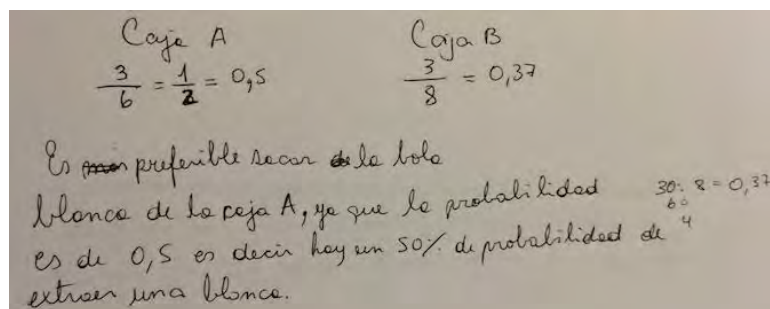 Caja A
3/6 = 1/2 = 0,5
Caja B
3/8 = 0,37
Es preferible sacar la bola
blanca de la caja A, ya que la probabilidad
es de 0,5 es decir hay un 50% de probabilidad de
extraer una blanca.
30: 8 = 0,37
60
4